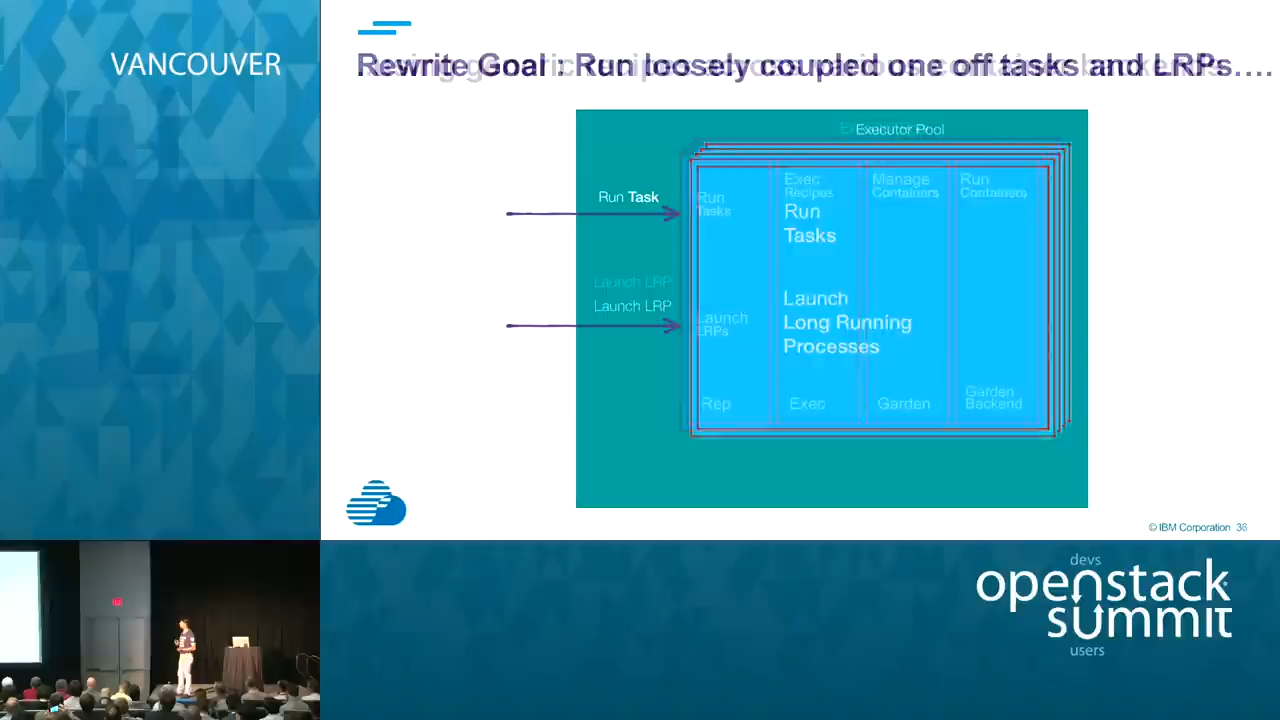 VANCOUVER
Rewrite Goal : Run loosely coupled one off tasks and LRPs....
Executor Pool
Run Task
Launch LRP
Launch LRP
Run
Tasks
Launch
LRPs
Rep
Exec
Recipes
Run
Tasks
Launch
Long Running
Processes
Exec
Manage
Containers
Garden
Run
Containers
Garden
Backend
© IBM Corporation 36
devs
openstack
summit
users